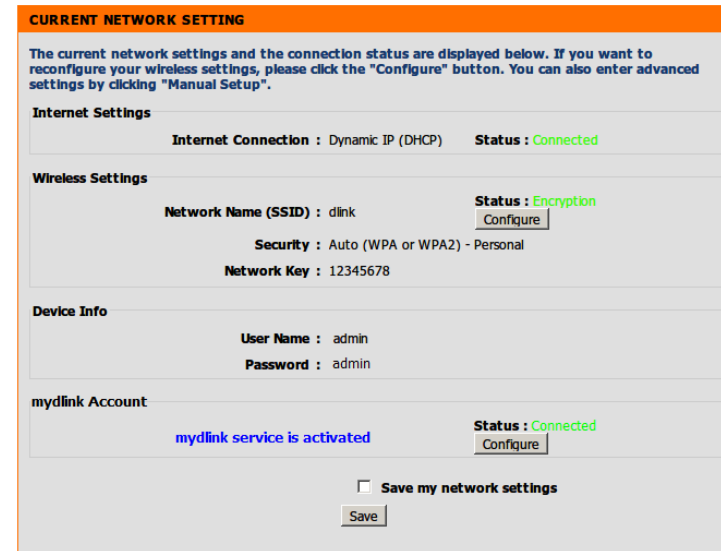 CURRENT NETWORK SETTING
The current network settings and the connection status are displayed below. If you want to
reconfigure your wireless settings, please click the "Configure" button. You can also enter advanced
settings by clicking "Manual Setup".
Internet Settings
Internet Connection : Dynamic IP (DHCP) Status : Connected
Wireless Settings
Status : Encryption
Network Name (SSID) : dlink Configure
Security : Auto (WPA or WPA2) - Personal
Network Key : 12345678
Device Info
User Name : admin
Password : admin
mydlink Account
Status : Connected
mydlink service is activated Configure
Save my network settings
Save